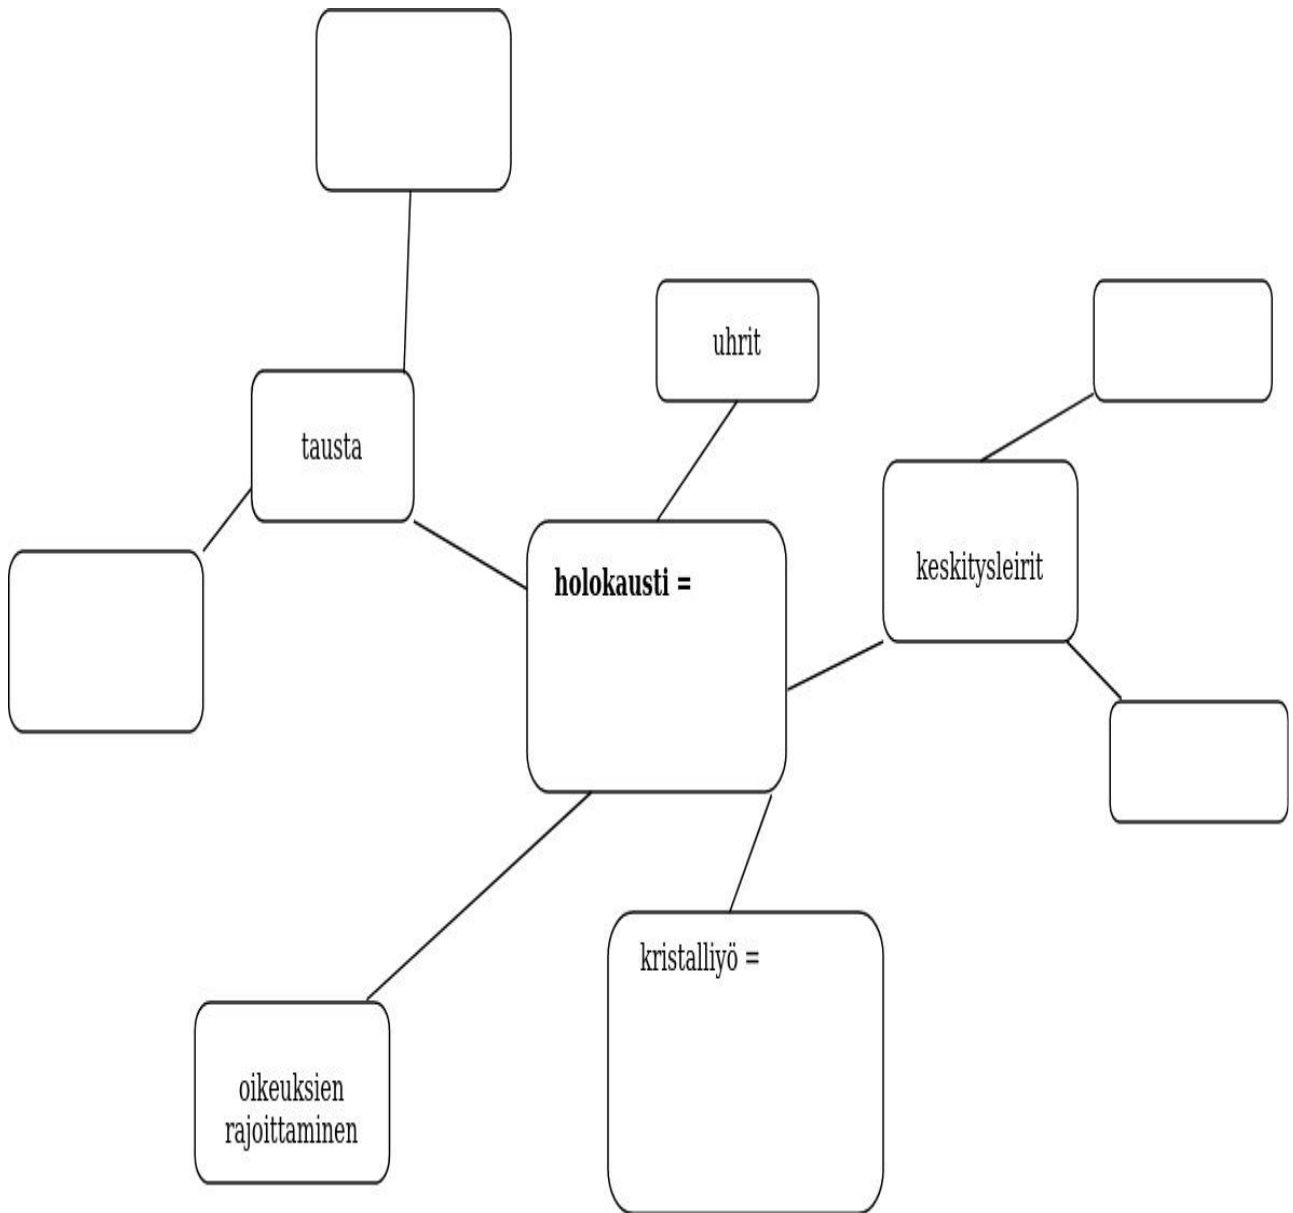 uhrit
tausta
keskitysleirit
holokausti =
kristalliyö =
oikeuksien
rajoittaminen